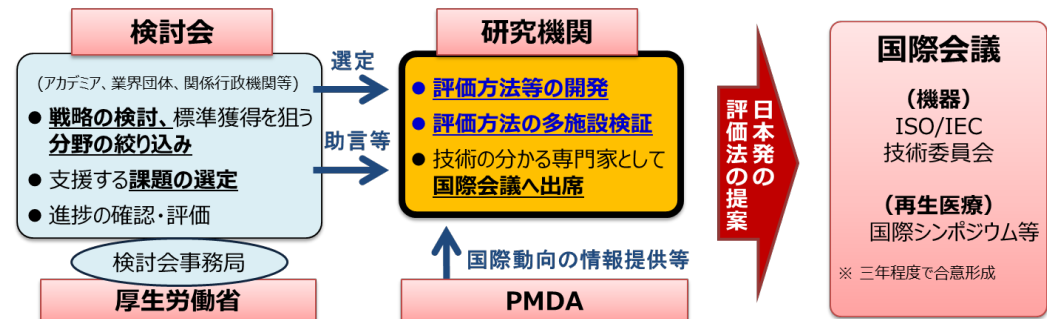 検討会
(アカデミア、業界団体、関係行政機関等)
● 戦略の検討、標準獲得を狙う
分野の絞り込み
● 支援する課題の選定
● 進捗の確認・評価
検討会事務局
厚生労働省
選定
助言等
研究機関
● 評価方法等の開発
● 評価方法の多施設検証
● 技術の分かる専門家として
国際会議へ出席
国際動向の情報提供等
PMDA
日本発の
評価法の提案
国際会議
(機器)
ISO/IEC
技術委員会
(再生医療)
国際シンポジウム等
※ 三年程度で合意形成